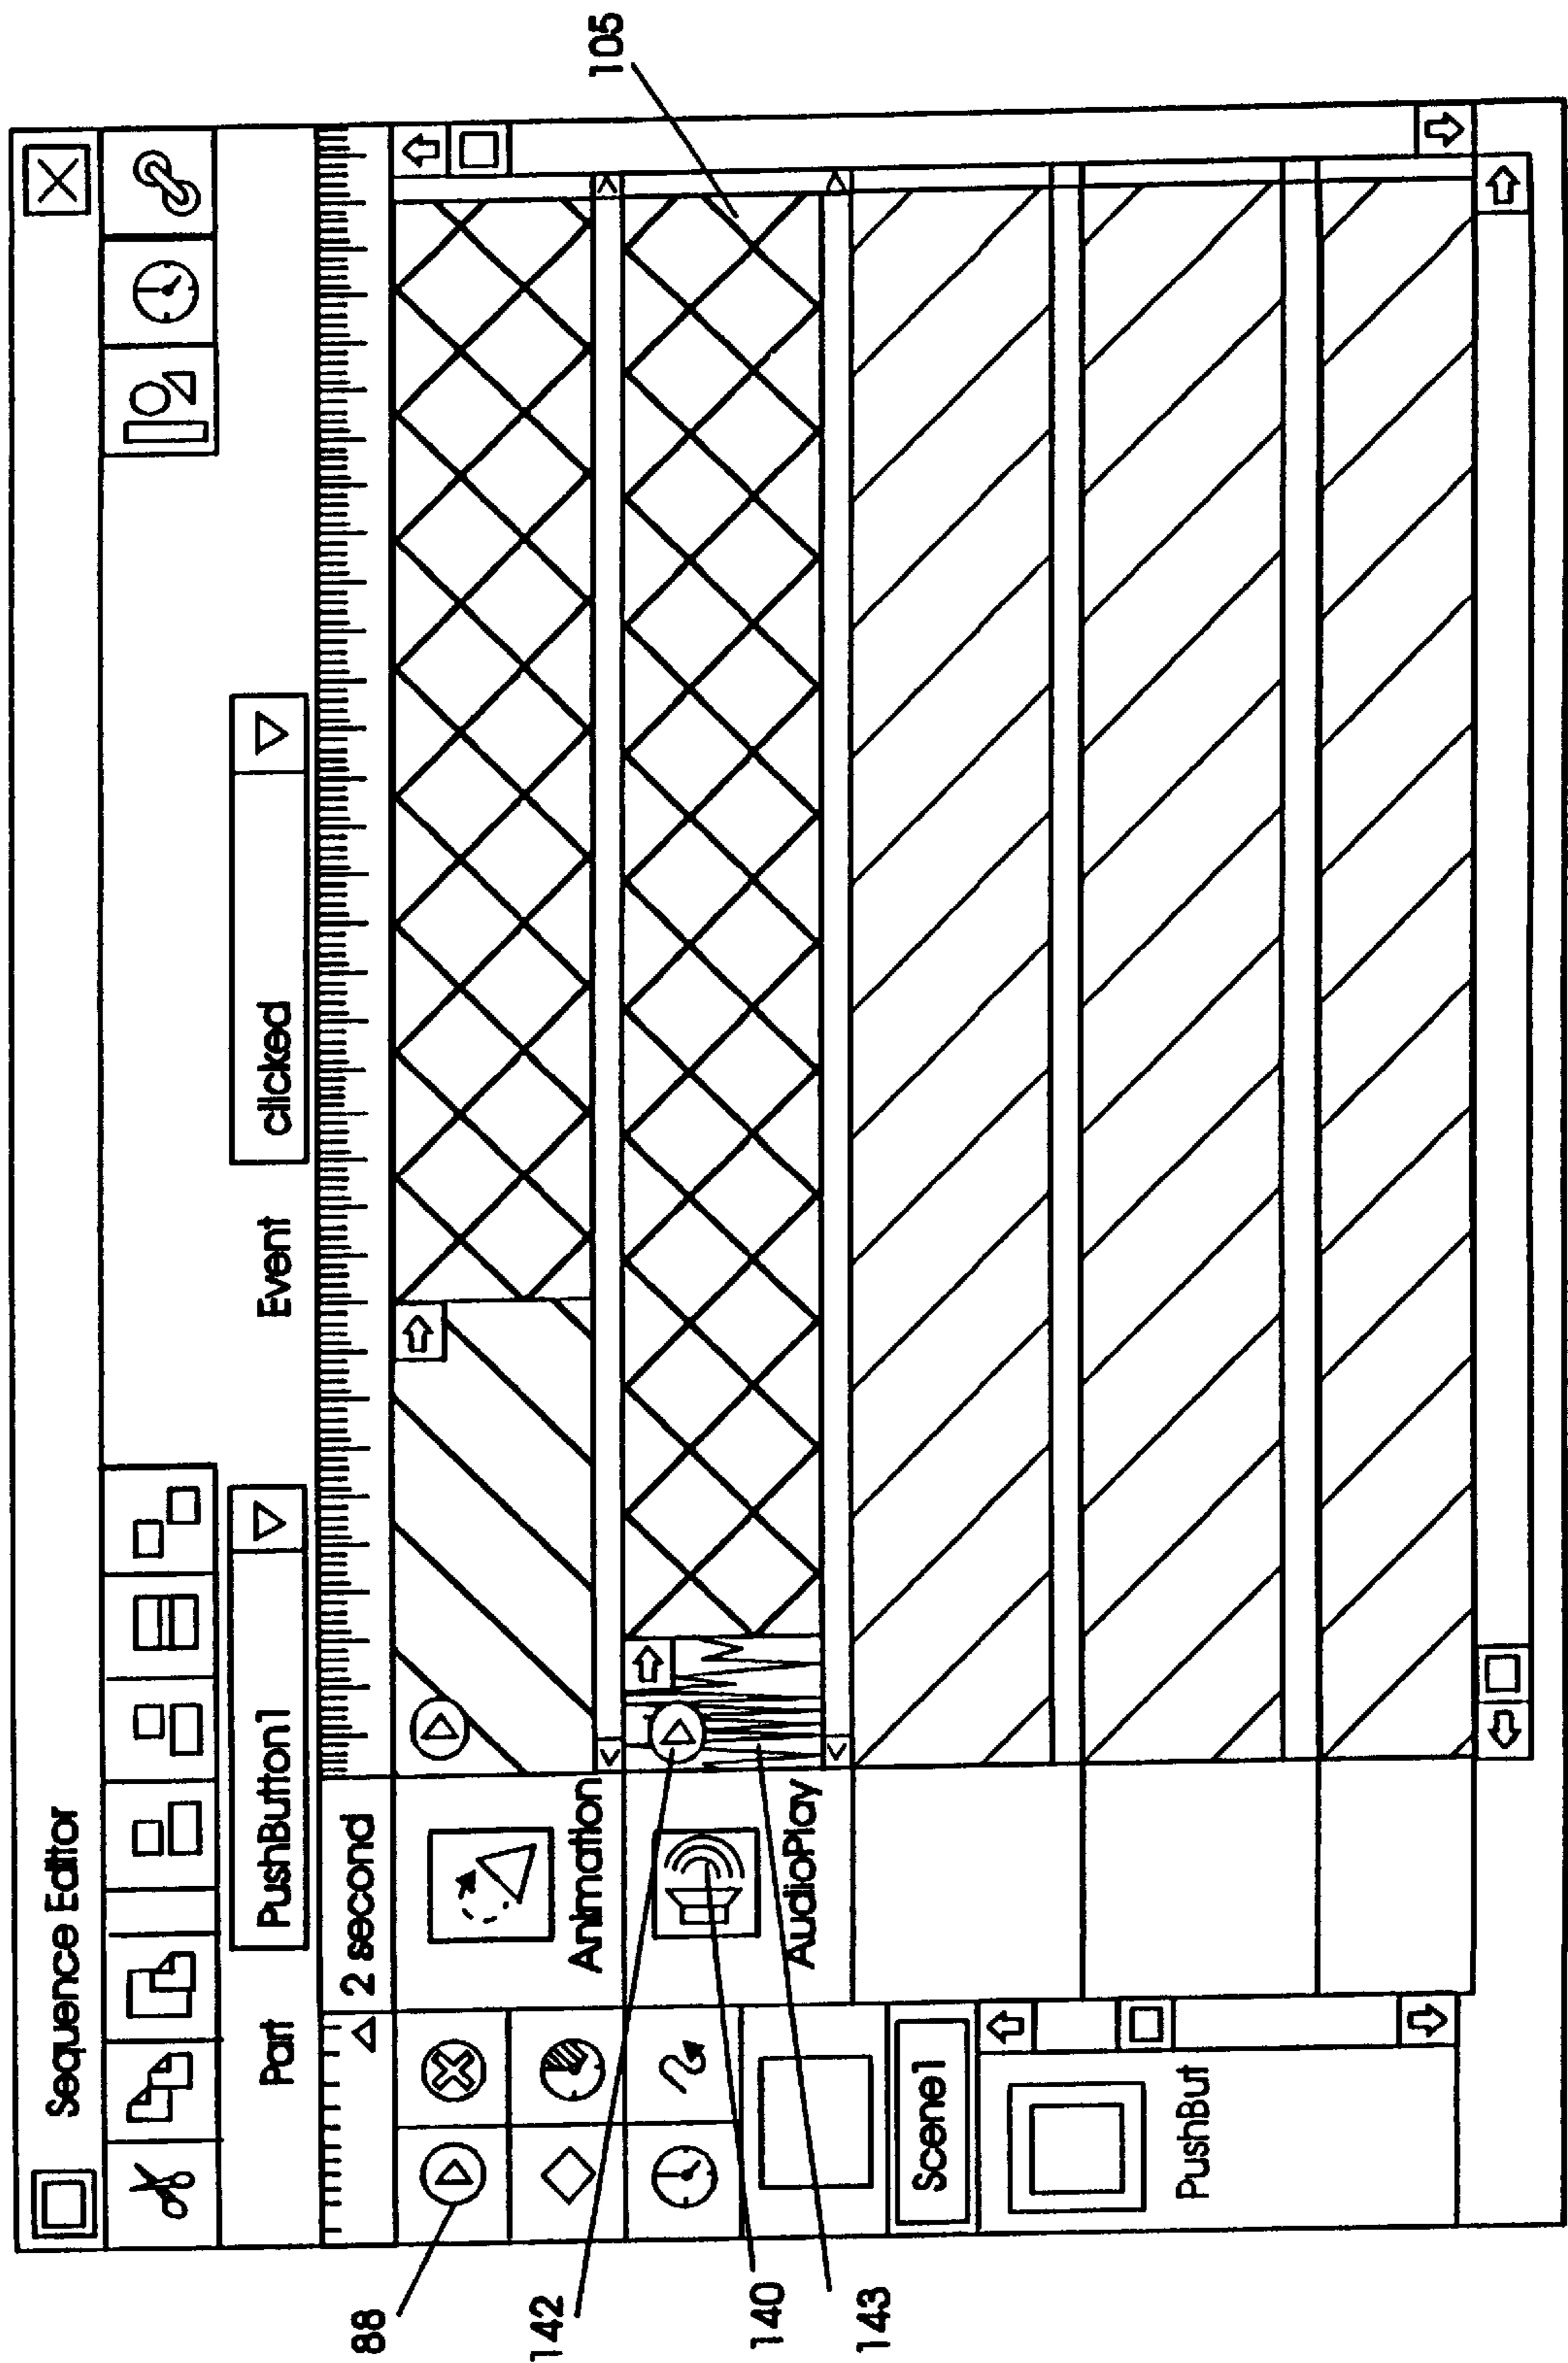 Sequence Editor
Part
PushButton1
Event
clicked
2 second
Animation
AudioPlay
Scene1
PushBut
88
142
140
143
105